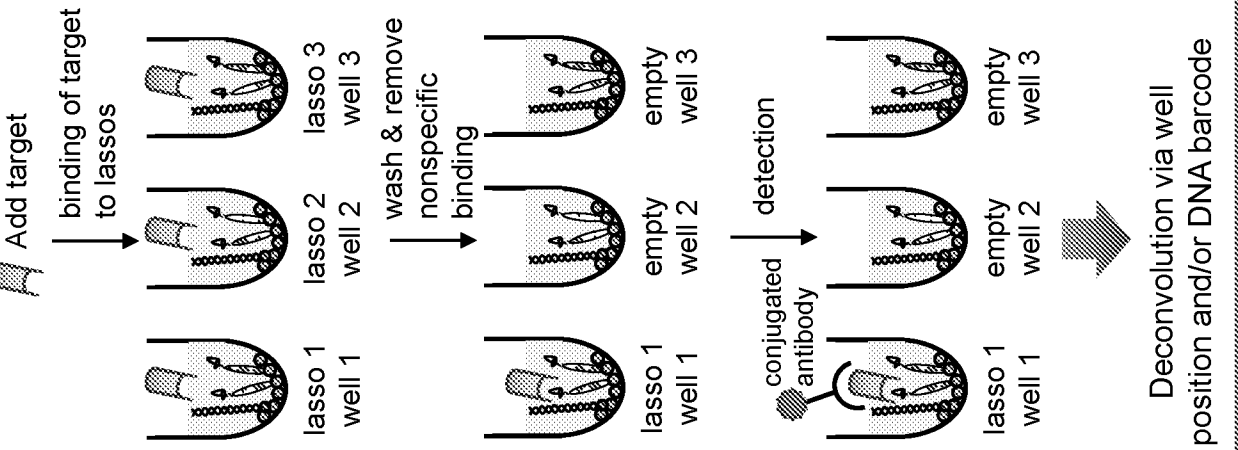 Add target
binding of target
to lassos
lasso 1
well 1
lasso 2
well 2
lasso 3
well 3
wash & remove
nonspecific
binding
lasso 1
well 1
empty
well 2
empty
well 3
conjugated
antibody
detection
lasso 1
well 1
empty
well 2
empty
well 3
Deconvolution via well
position and/or DNA barcode